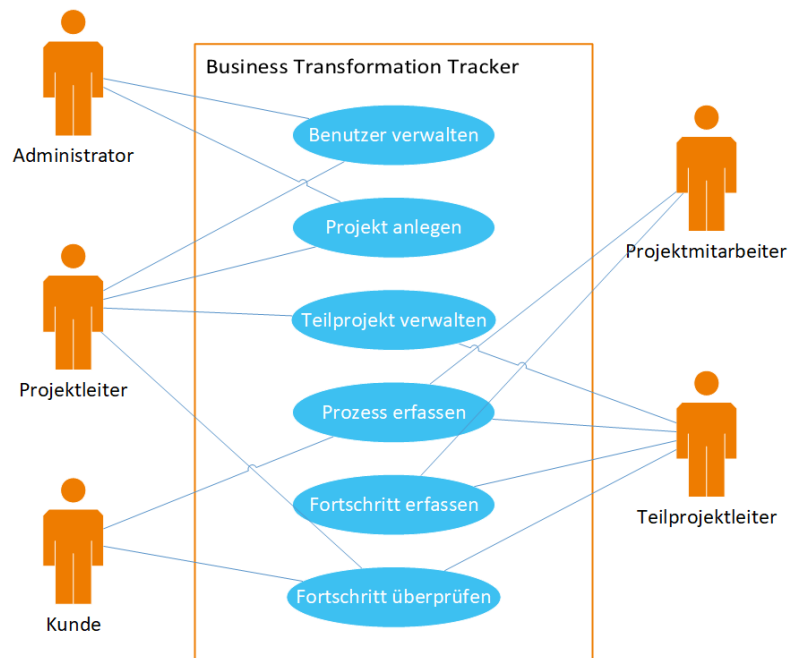 Business Transformation Tracker
Administrator
Benutzer verwalten
Projekt anlegen
Projektmitarbeiter
Teilprojekt verwalten
Projektleiter
Prozess erfassen
Fortschritt erfassen
Teilprojektleiter
Fortschritt überprüfen
Kunde